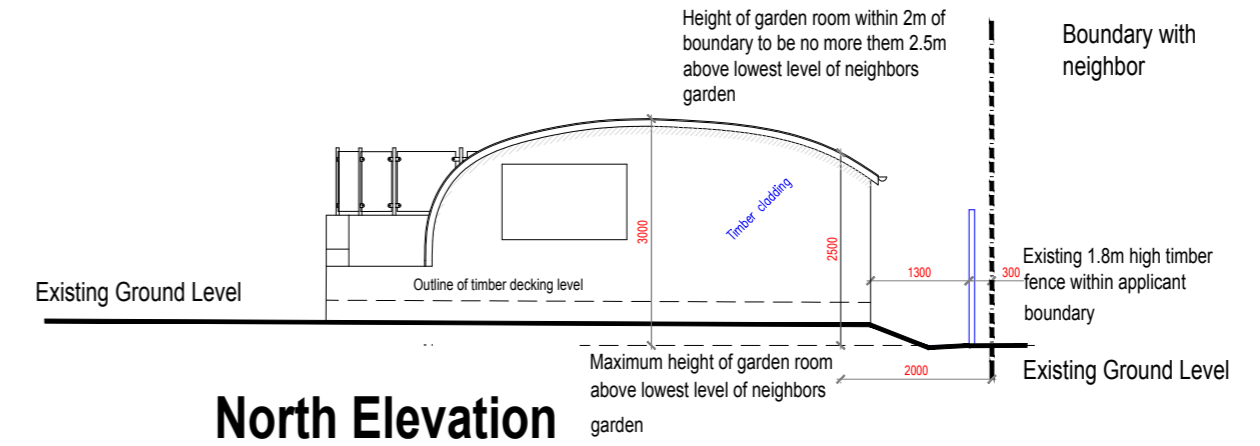 Height of garden room within 2m of
boundary to be no more them 2.5m
above lowest level of neighbors
garden
Boundary with
neighbor
Timber cladding
3000
2500
1300
300
Existing 1.8m high timber
fence within applicant
boundary
Existing Ground Level
Outline of timber decking level
Maximum height of garden room
above lowest level of neighbors
garden
2000
Existing Ground Level
North Elevation